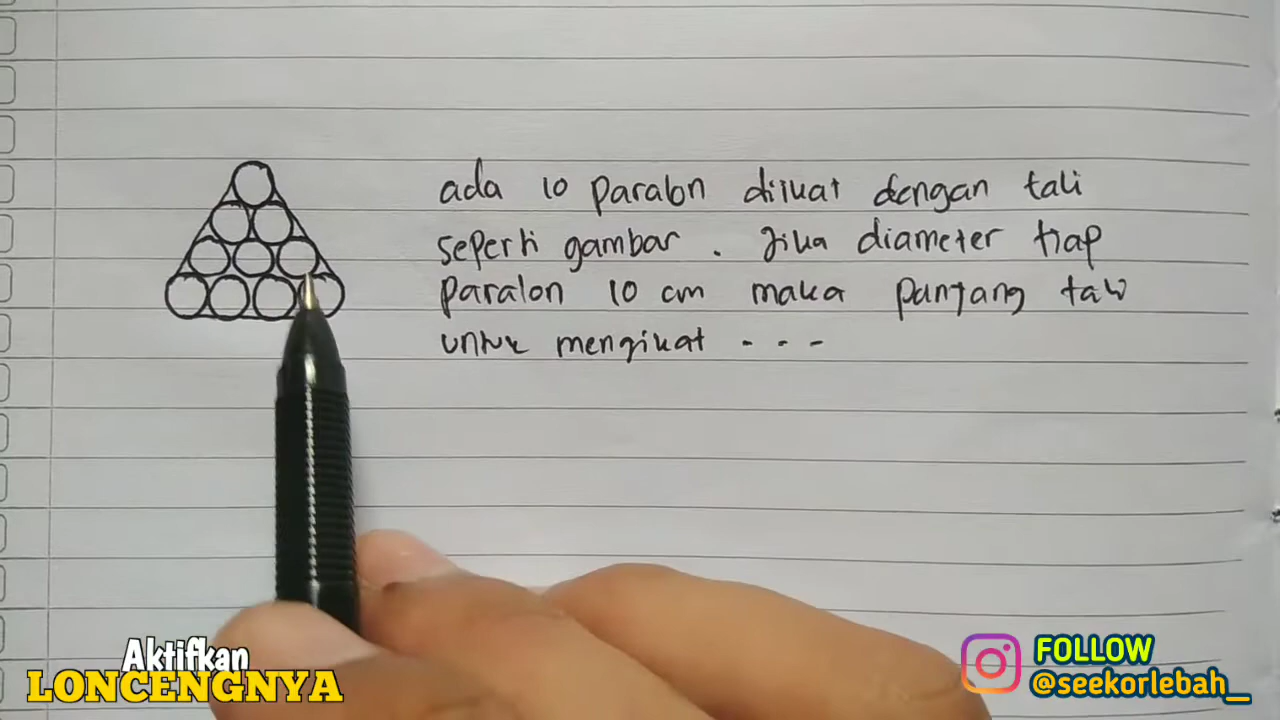 ada 10 paralon diikat dengan tali
seperti gambar . Jika diameter tiap
paralon 10 cm maka panjang tali
untuk mengikat - - -
Aktifkan
LONCENGNYA
FOLLOW
@seekorlebah_